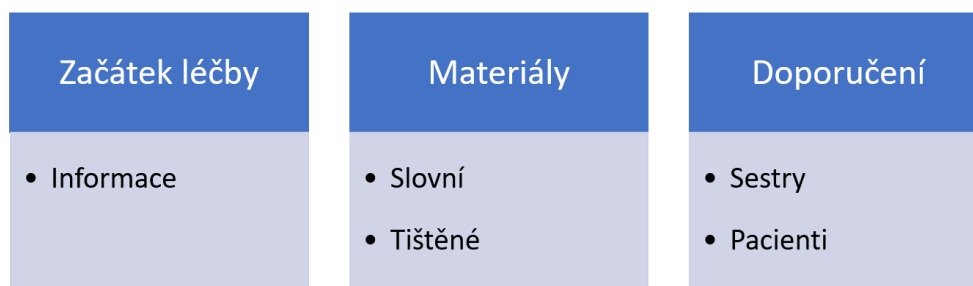 Začátek léčby
• Informace
Materiály
• Slovní
• Tištěné
Doporučení
• Sestry
• Pacienti